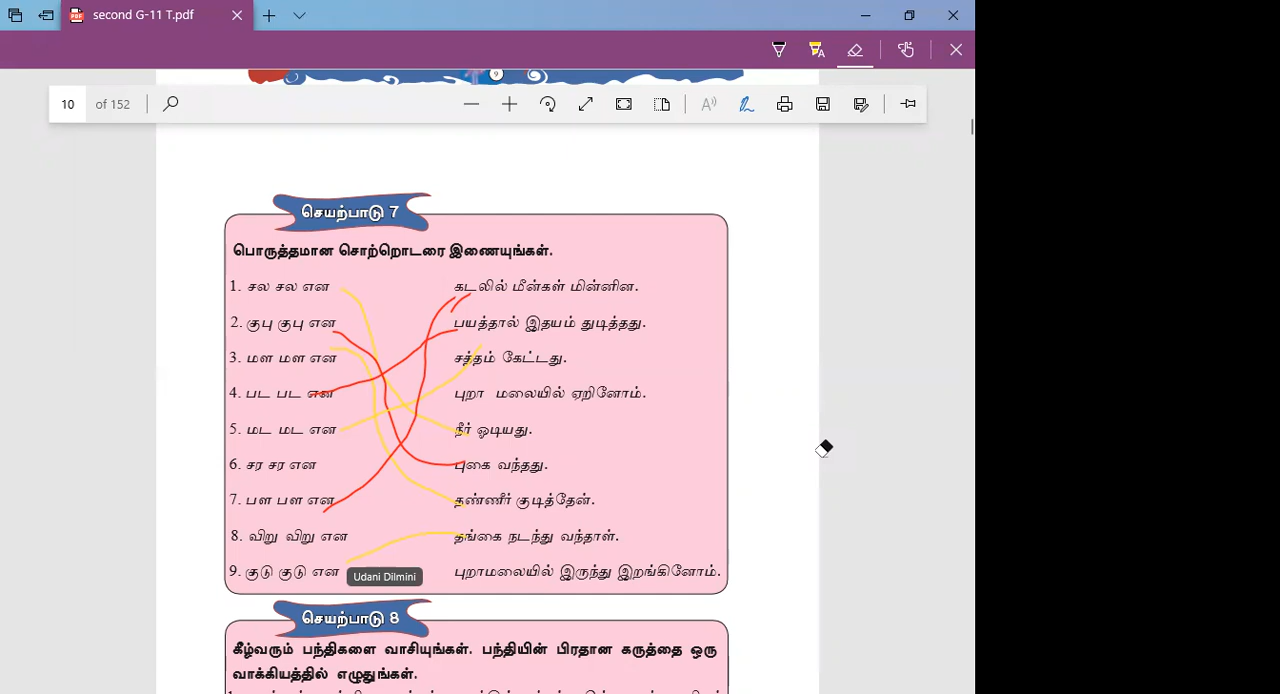 second G-11 T.pdf
9
10 of 152
செயற்பாடு 7
பொருத்தமான சொற்றொடரை இணையுங்கள்.
1. சல சல என கடலில் மீன்கள் மின்னின.
2. குபு குபு என பயத்தால் இதயம் துடித்தது.
3. மள மள என சத்தம் கேட்டது.
4. பட பட என புறா மலையில் ஏறினோம்.
5. மட மட என நீர் ஓடியது.
6. சர சர என புகை வந்தது.
7. பள பள என தண்ணீர் குடித்தேன்.
8. விறு விறு என தங்கை நடந்து வந்தாள்.
9. குடு குடு என புறாமலையில் இருந்து இறங்கினோம்.
Udani Dilmini
செயற்பாடு 8
கீழ்வரும் பந்திகளை வாசியுங்கள். பந்தியின் பிரதான கருத்தை ஒரு
வாக்கியத்தில் எழுதுங்கள்.